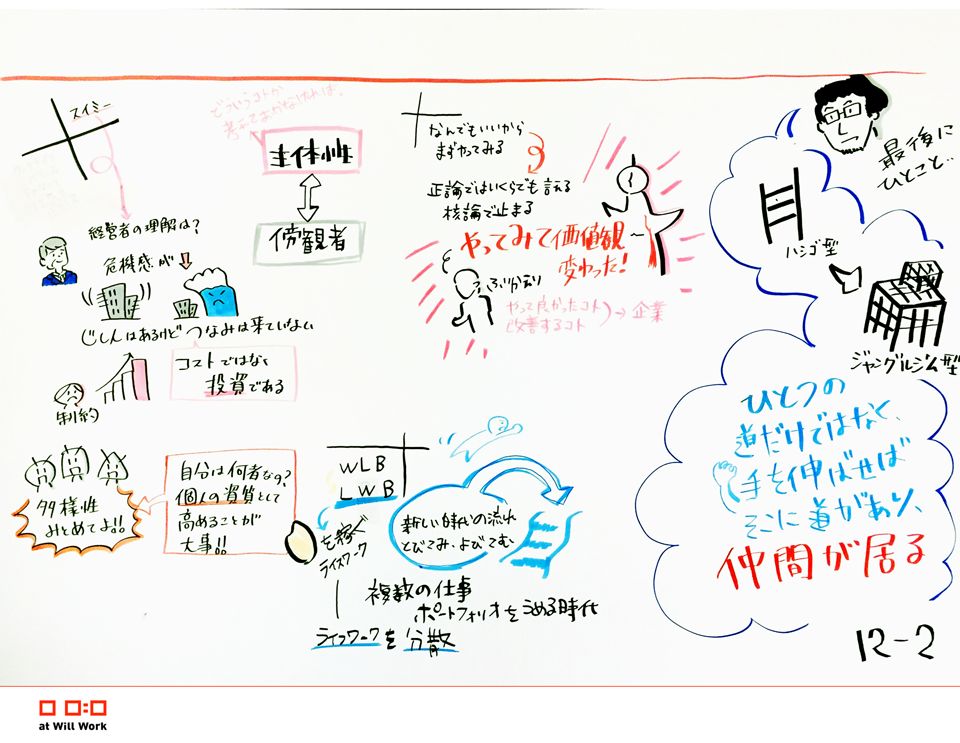 スイミー
どういうコトか
考えておかなければ。
主体性
傍観者
経営者の理解は?
危機感が
じしんはあるけどつなみは来ていない
コストではなく
投資である
制約
多様性
みとめてよ!!
自分は何者なの?
個人の資質として
高めることが
大事!!
なんでもいいから
まずやってみる
正論ではいくらでも言える
核論で止まる
やってみて価値観〜
変わった!
ふりかえり
やって良かったコト
改善するコト
→企業
WLB
LWB
を稼ぐ
ライスワーク
新しい時代の流れ
とびこみ、よびこむ
複数の仕事
ポートフォリオをうめる時代
ライフワークを分散
最後に
ひとこと…
ハシゴ型
ジャングルジム型
ひとつの
道だけではなく、
手を伸ばせば
そこに道があり、
仲間が居る
12-2
at Will Work